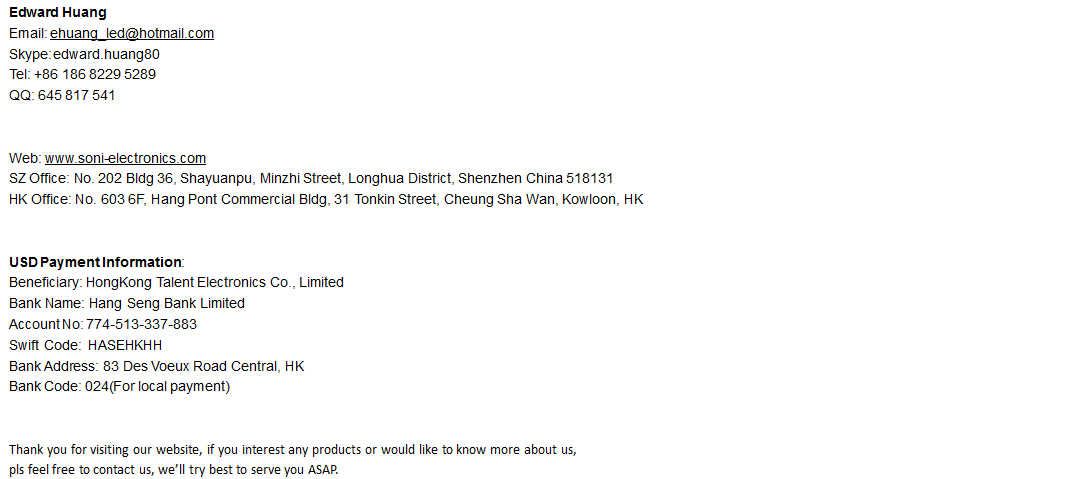 Edward Huang
Email: ehuang_led@hotmail.com
Skype: edward.huang80
Tel: +86 186 8229 5289
QQ: 645 817 541
Web: www.soni-electronics.com
SZ Office: No. 202 Bldg 36, Shayuanpu, Minzhi Street, Longhua District, Shenzhen China 518131
HK Office: No. 603 6F, Hang Pont Commercial Bldg, 31 Tonkin Street, Cheung Sha Wan, Kowloon, HK
USD Payment Information:
Beneficiary: HongKong Talent Electronics Co., Limited
Bank Name: Hang Seng Bank Limited
Account No: 774-513-337-883
Swift Code: HASEHKHH
Bank Address: 83 Des Voeux Road Central, HK
Bank Code: 024(For local payment)
Thank you for visiting our website, if you interest any products or would like to know more about us,
pls feel free to contact us, we’ll try best to serve you ASAP.